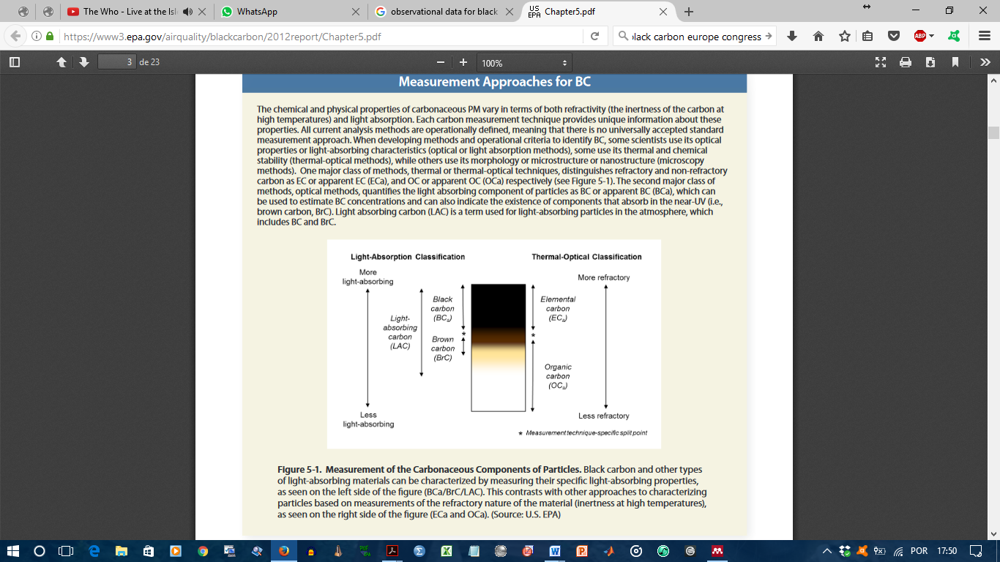 The Who - Live at the Isl
WhatsApp
observational data for black
US
EPA
Chapter5.pdf
https://www3.epa.gov/airquality/blackcarbon/2012report/Chapter5.pdf
lack carbon europe congress
ABP
3 de 23
100%
Measurement Approaches for BC
The chemical and physical properties of carbonaceous PM vary in terms of both refractivity (the inertness of the carbon at
high temperatures) and light absorption. Each carbon measurement technique provides unique information about these
properties. All current analysis methods are operationally defined, meaning that there is no universally accepted standard
measurement approach. When developing methods and operational criteria to identify BC, some scientists use its optical
properties or light-absorbing characteristics (optical or light absorption methods), some use its thermal and chemical
stability (thermal-optical methods), while others use its morphology or microstructure or nanostructure (microscopy
methods). One major class of methods, thermal or thermal-optical techniques, distinguishes refractory and non-refractory
carbon as EC or apparent EC (ECa), and OC or apparent OC (OCa) respectively (see Figure 5-1). The second major class of
methods, optical methods, quantifies the light absorbing component of particles as BC or apparent BC (BCa), which can
be used to estimate BC concentrations and can also indicate the existence of components that absorb in the near-UV (i.e.,
brown carbon, BrC). Light absorbing carbon (LAC) is a term used for light-absorbing particles in the atmosphere, which
includes BC and BrC.
Light-Absorption Classification
More
light-absorbing
Light-
absorbing
carbon
(LAC)
Black
carbon
(BCa)
*
Brown
carbon
(BrC)
Less
light-absorbing
Thermal-Optical Classification
More refractory
Elemental
carbon
(ECa)
*
Organic
carbon
(OCa)
Less refractory
* Measurement technique-specific split point
Figure 5-1. Measurement of the Carbonaceous Components of Particles. Black carbon and other types
of light-absorbing materials can be characterized by measuring their specific light-absorbing properties,
as seen on the left side of the figure (BCa/BrC/LAC). This contrasts with other approaches to characterizing
particles based on measurements of the refractory nature of the material (inertness at high temperatures),
as seen on the right side of the figure (ECa and OCa). (Source: U.S. EPA)
POR
17:50